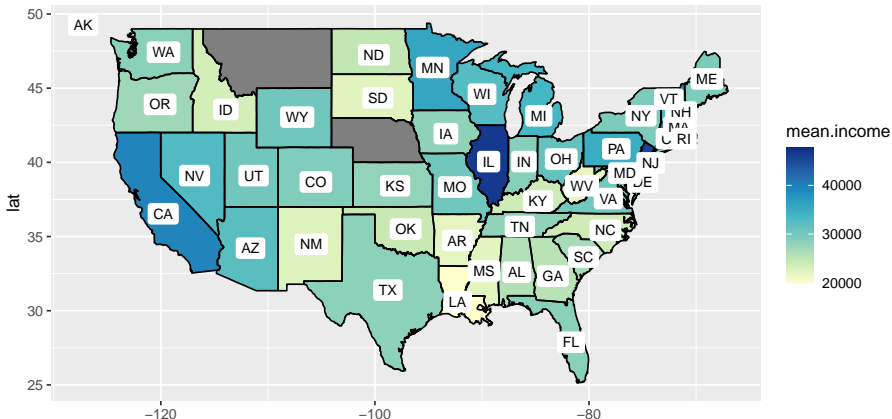 50
AK
WA
ND
MN
ME
45
OR
ID
SD
WI
VT
NH
NY
MI
MA
WY
RI
IA
PA
NJ
40
NV
UT
CO
KS
MO
IL
IN
OH
MD
DE
WV
VA
CA
KY
lat
35
AZ
NM
OK
AR
TN
NC
SC
MS
AL
GA
TX
LA
30
FL
25
−120
−100
−80
mean.income
40000
30000
20000